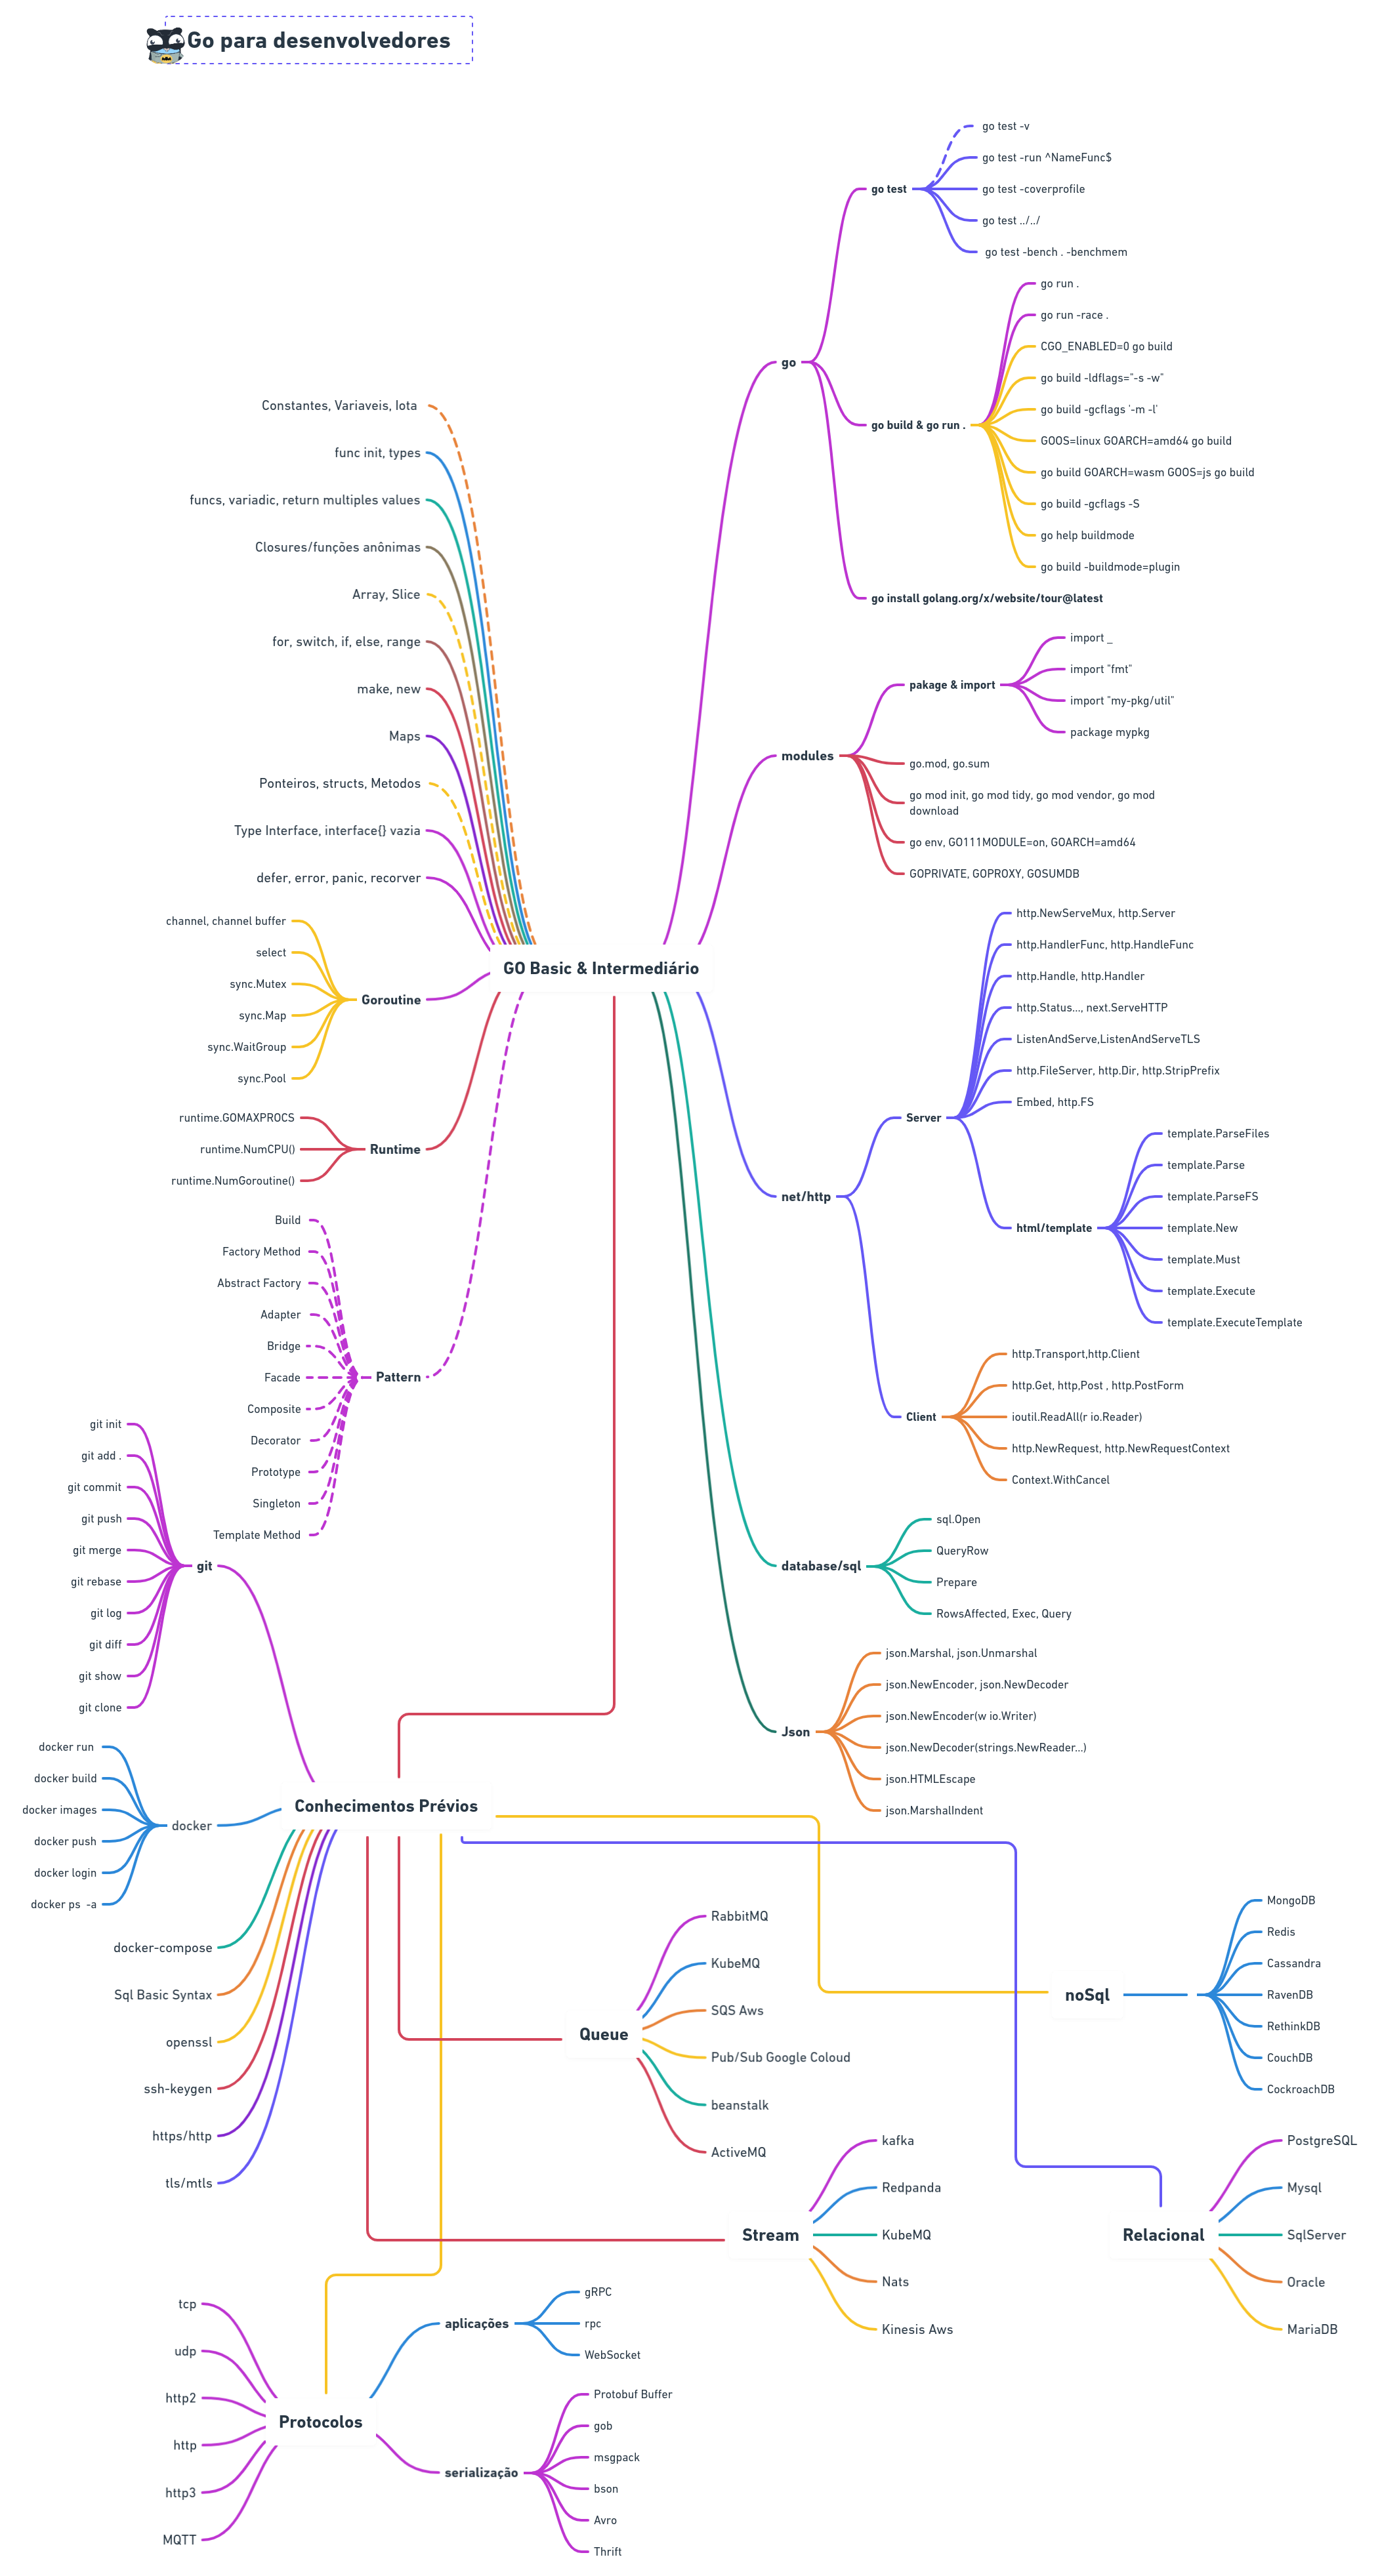 Go para desenvolvedores
go test -v
go test -run ^NameFunc$
go test
go test -coverprofile
go test ../../
go test -bench . -benchmem
go
go run .
go run -race .
CGO_ENABLED=0 go build
go build -ldflags="-s -w"
go build -gcflags '-m -l'
go build & go run .
GOOS=linux GOARCH=amd64 go build
go build GOARCH=wasm GOOS=js go build
go build -gcflags -S
go help buildmode
go build -buildmode=plugin
go install golang.org/x/website/tour@latest
Constantes, Variaveis, Iota
func init, types
funcs, variadic, return multiples values
Closures/funções anônimas
Array, Slice
for, switch, if, else, range
make, new
Maps
Ponteiros, structs, Metodos
Type Interface, interface{} vazia
defer, error, panic, recorver
modules
pakage & import
import _
import "fmt"
import "my-pkg/util"
package mypkg
go.mod, go.sum
go mod init, go mod tidy, go mod vendor, go mod
download
go env, GO111MODULE=on, GOARCH=amd64
GOPRIVATE, GOPROXY, GOSUMDB
GO Basic & Intermediário
channel, channel buffer
select
sync.Mutex
Goroutine
sync.Map
sync.WaitGroup
sync.Pool
runtime.GOMAXPROCS
runtime.NumCPU()
Runtime
runtime.NumGoroutine()
Build
Factory Method
Abstract Factory
Adapter
Bridge
Facade
Pattern
Composite
Decorator
Prototype
Singleton
Template Method
net/http
Server
http.NewServeMux, http.Server
http.HandlerFunc, http.HandleFunc
http.Handle, http.Handler
http.Status..., next.ServeHTTP
ListenAndServe,ListenAndServeTLS
http.FileServer, http.Dir, http.StripPrefix
Embed, http.FS
html/template
template.ParseFiles
template.Parse
template.ParseFS
template.New
template.Must
template.Execute
template.ExecuteTemplate
Client
http.Transport,http.Client
http.Get, http,Post , http.PostForm
ioutil.ReadAll(r io.Reader)
http.NewRequest, http.NewRequestContext
Context.WithCancel
database/sql
sql.Open
QueryRow
Prepare
RowsAffected, Exec, Query
Json
json.Marshal, json.Unmarshal
json.NewEncoder, json.NewDecoder
json.NewEncoder(w io.Writer)
json.NewDecoder(strings.NewReader...)
json.HTMLEscape
json.MarshalIndent
git init
git add .
git commit
git push
git merge
git
git rebase
git log
git diff
git show
git clone
Conhecimentos Prévios
docker run
docker build
docker images
docker
docker push
docker login
docker ps -a
docker-compose
Sql Basic Syntax
openssl
ssh-keygen
https/http
tls/mtls
Queue
RabbitMQ
KubeMQ
SQS Aws
Pub/Sub Google Coloud
beanstalk
ActiveMQ
noSql
MongoDB
Redis
Cassandra
RavenDB
RethinkDB
CouchDB
CockroachDB
Stream
kafka
Redpanda
KubeMQ
Nats
Kinesis Aws
Relacional
PostgreSQL
Mysql
SqlServer
Oracle
MariaDB
Protocolos
tcp
udp
http2
http
http3
MQTT
aplicações
gRPC
rpc
WebSocket
serialização
Protobuf Buffer
gob
msgpack
bson
Avro
Thrift